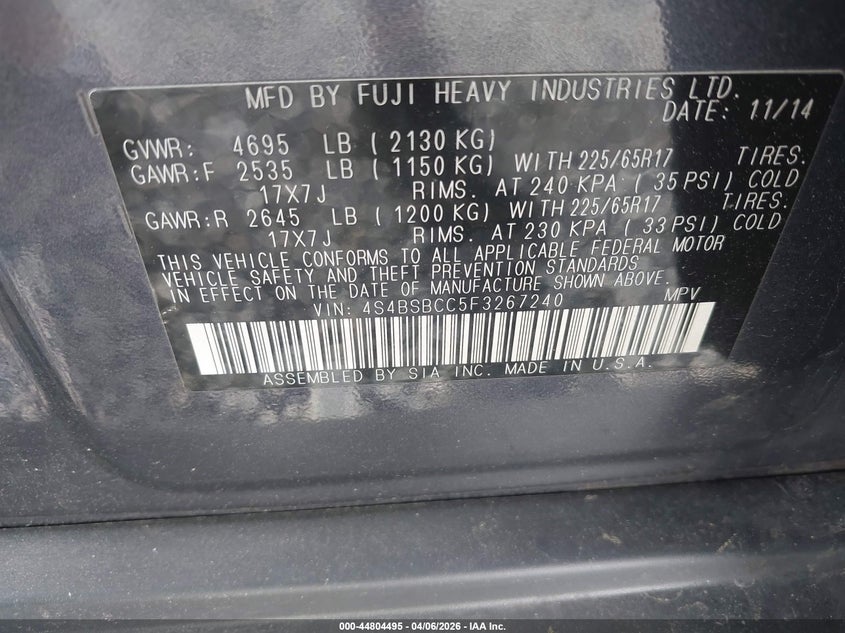 MFD BY FUJI HEAVY INDUSTRIES LTD.
DATE: 11/14
GVWR: 4695 LB ( 2130 KG)
GAWR:F 2535 LB ( 1150 KG) WITH 225/65R17 TIRES.
17X7J RIMS. AT 240 KPA ( 35 PSI) COLD
GAWR:R 2645 LB ( 1200 KG) WITH 225/65R17 TIRES.
17X7J RIMS. AT 230 KPA ( 33 PSI) COLD
THIS VEHICLE CONFORMS TO ALL APPLICABLE FEDERAL MOTOR
VEHICLE SAFETY AND THEFT PREVENTION STANDARDS
IN EFFECT ON THE DATE OF MANUFACTURE SHOWN ABOVE.
VIN: 4S4BSBCC5F3267240 MPV
ASSEMBLED BY SIA INC. MADE IN U.S.A.
000-44804495 - 04/06/2026 - IAA Inc.